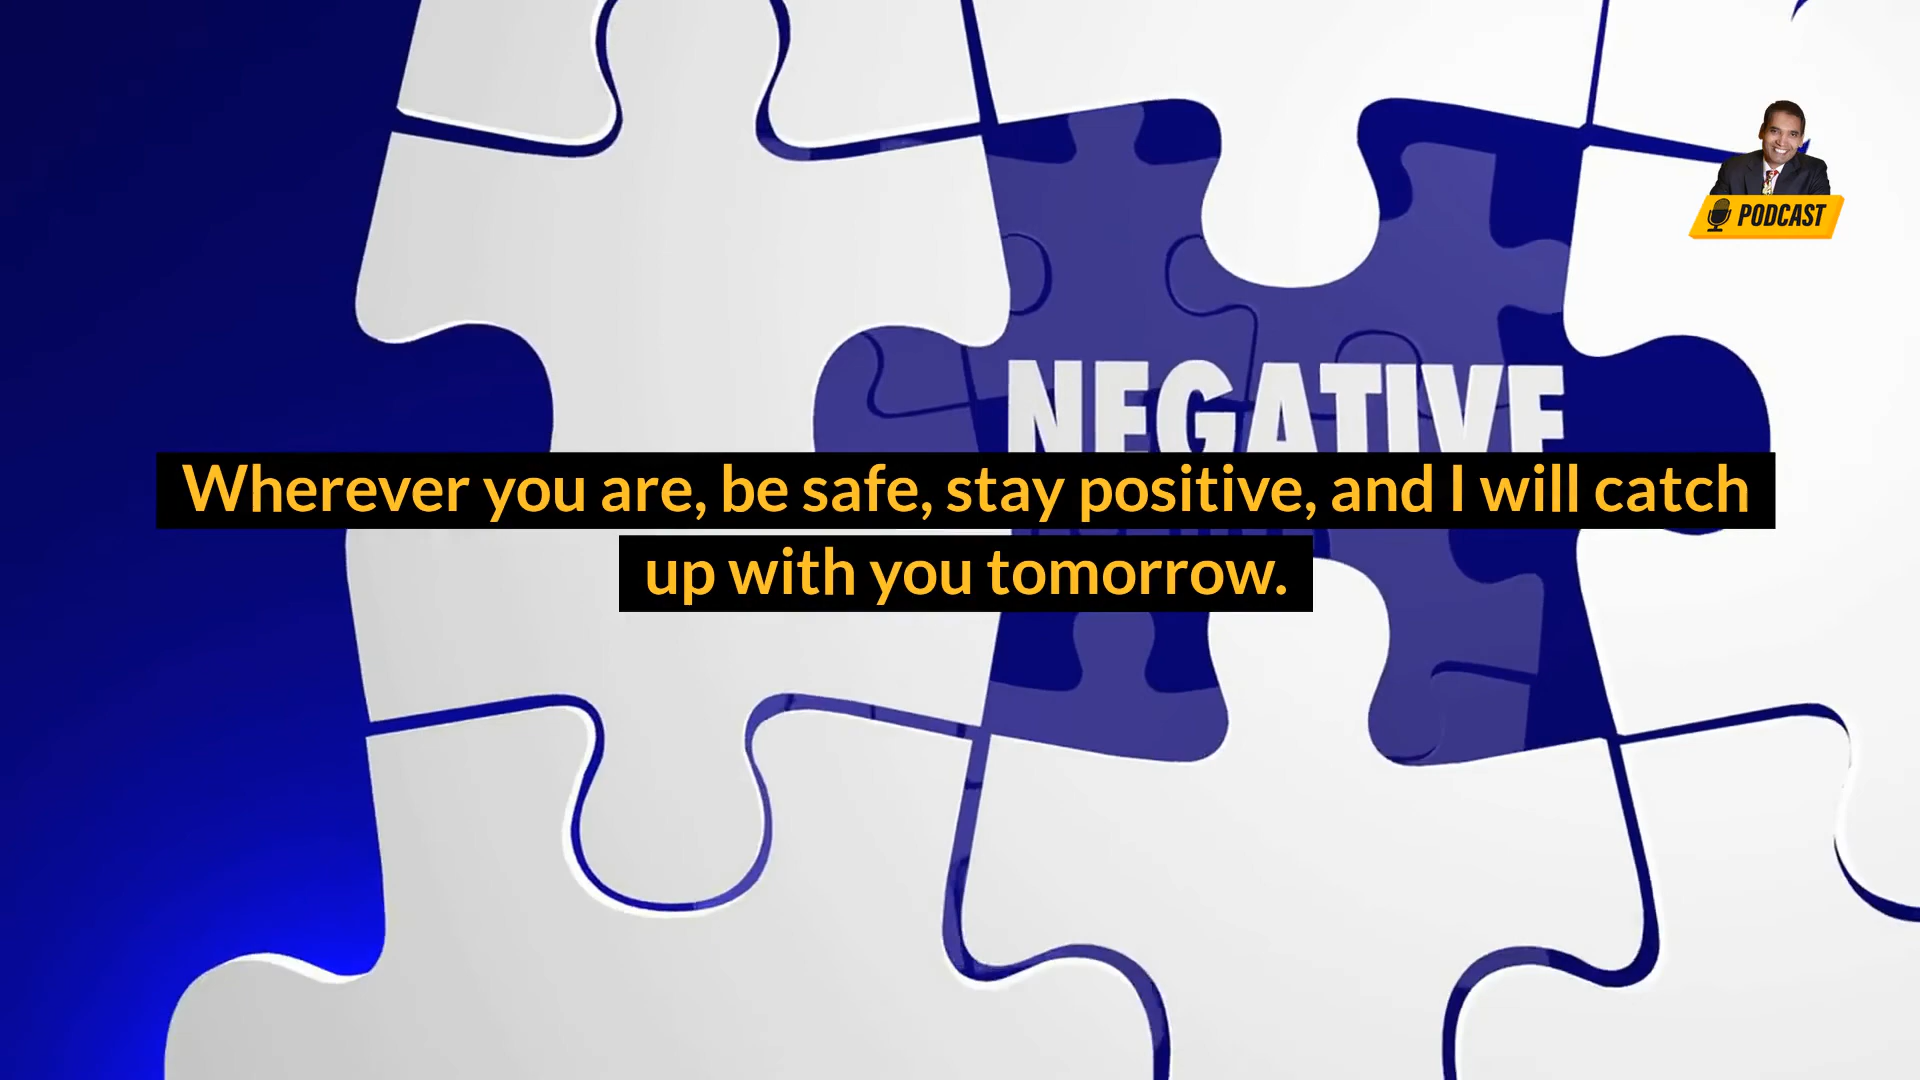 PODCAST
NEGATIVE
Wherever you are, be safe, stay positive, and I will catch
up with you tomorrow.